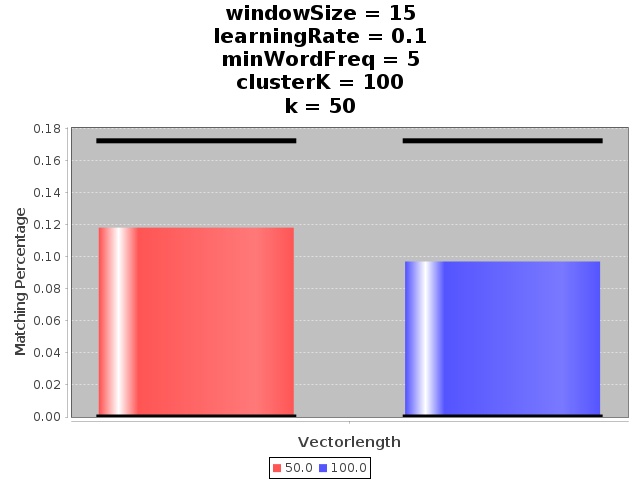 windowSize = 15
learningRate = 0.1
minWordFreq = 5
clusterK = 100
k = 50
0.18
0.16
0.14
0.12
0.10
0.08
0.06
0.04
0.02
0.00
Matching Percentage
Vectorlength
50.0 100.0